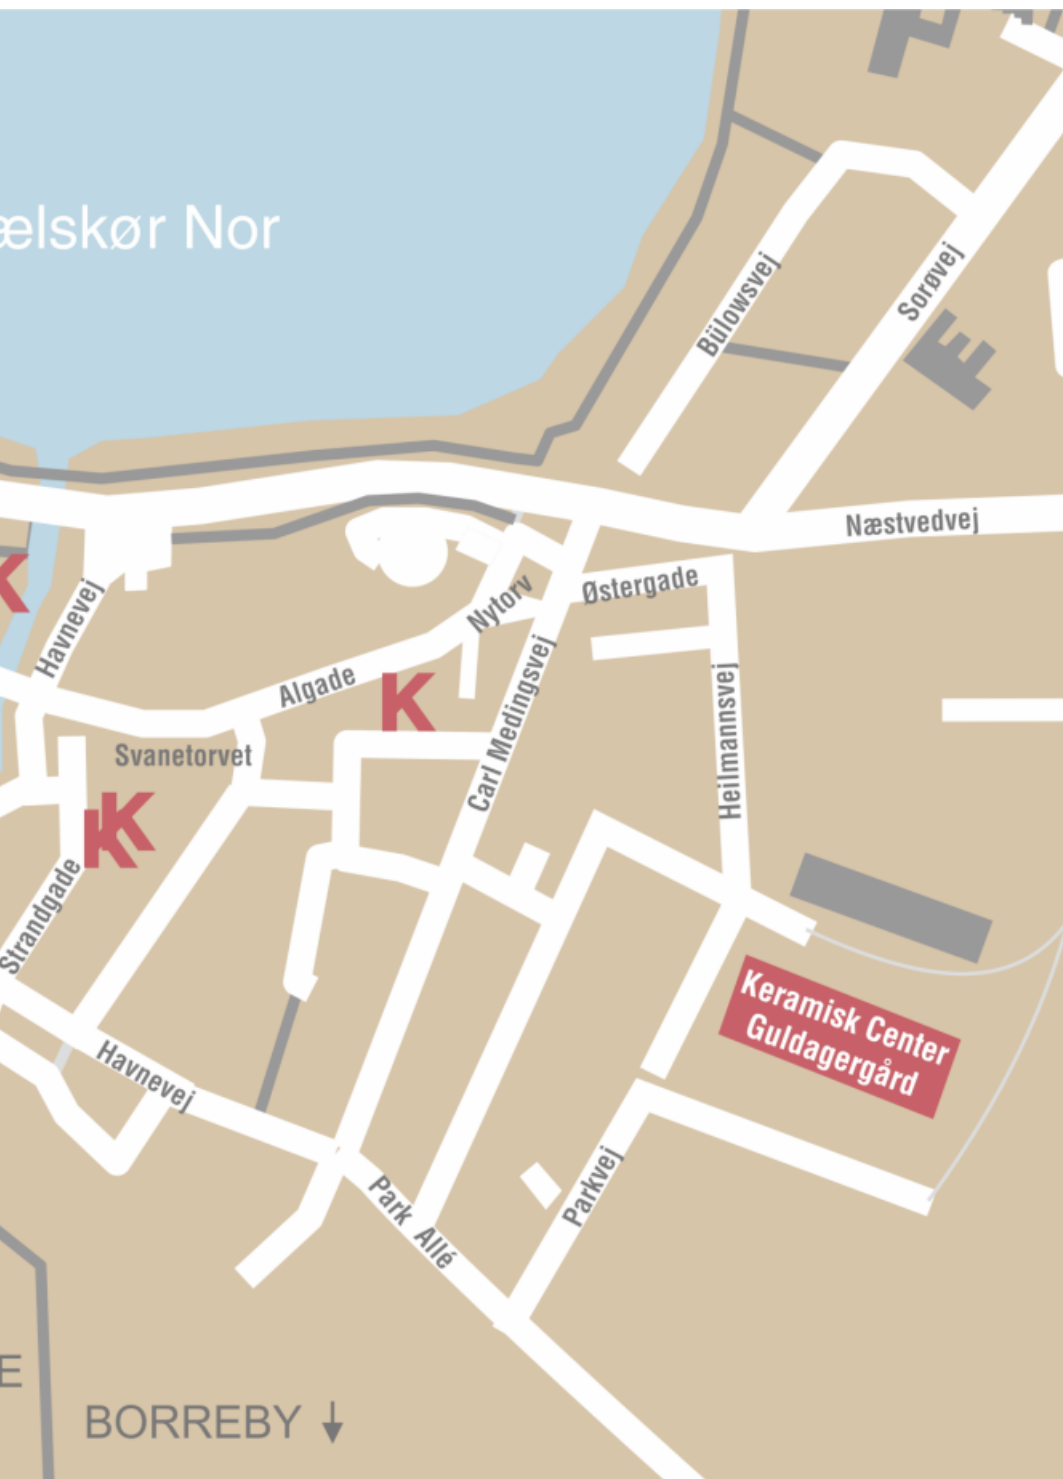 ælskør Nor
Bülowsvej
Sorøvej
Næstvedvej
K
Havnevej
Nytorv
Østergade
Algade
K
Carl Medingsvej
Heilmannsvej
Svanetorvet
K
K
Strandgade
Keramisk Center
Guldagergård
Havnevej
Park Allé
Parkvej
E
BORREBY ↓